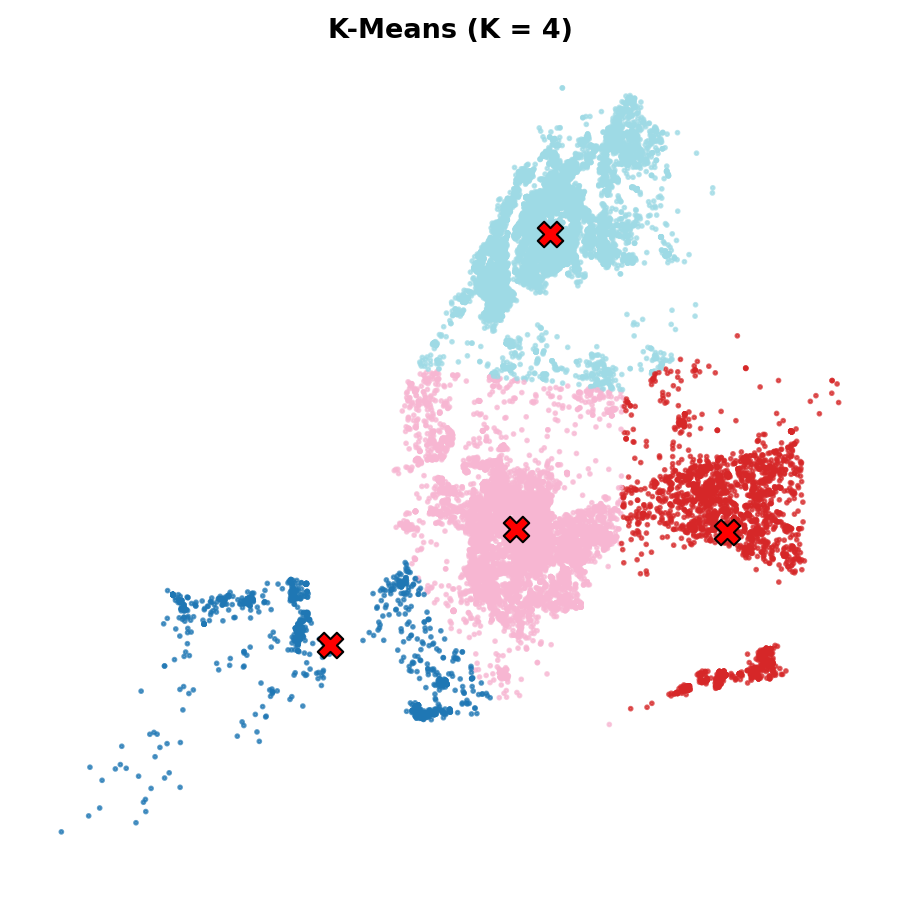 K-Means (K = 4)